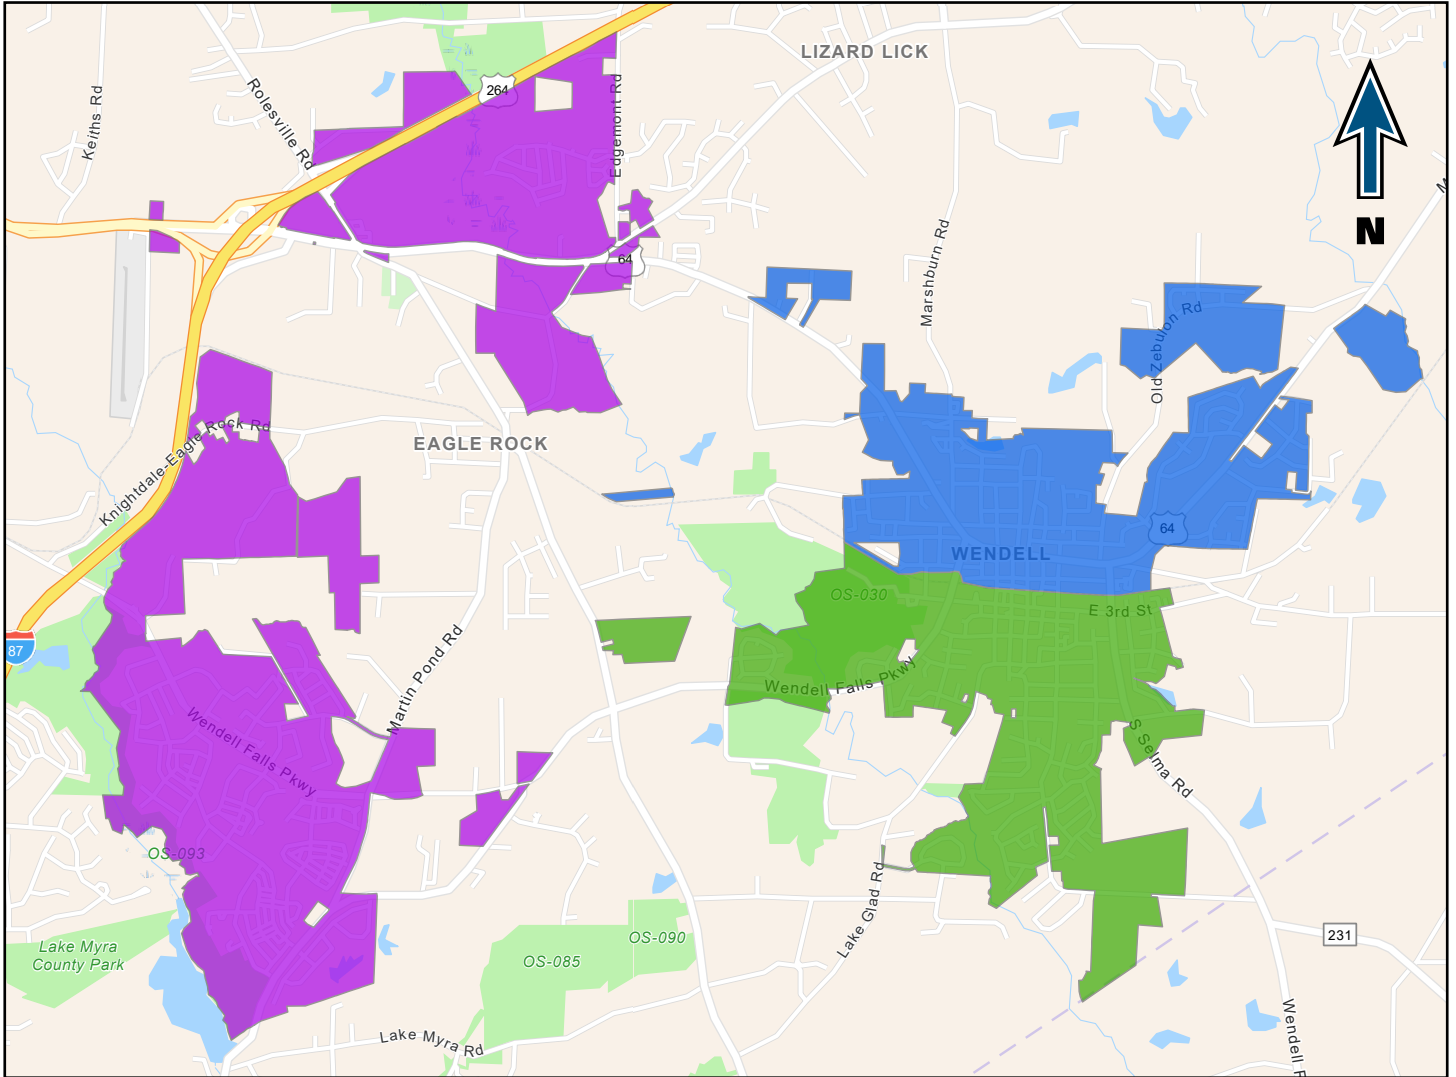 LIZARD LICK
264
Keiths Rd
Rolesville Rd
Edgemont Rd
N
64
Marshburn Rd
Old Zebulon Rd
Knightdale-Eagle Rock Rd
EAGLE ROCK
64
WENDELL
OS-030
E 3rd St
87
Martin Pond Rd
Wendell Falls Pkwy
Wendell Falls Pkwy
S Selma Rd
OS-093
Lake Glad Rd
Lake Myra
County Park
OS-090
OS-085
231
Lake Myra Rd
Wendell